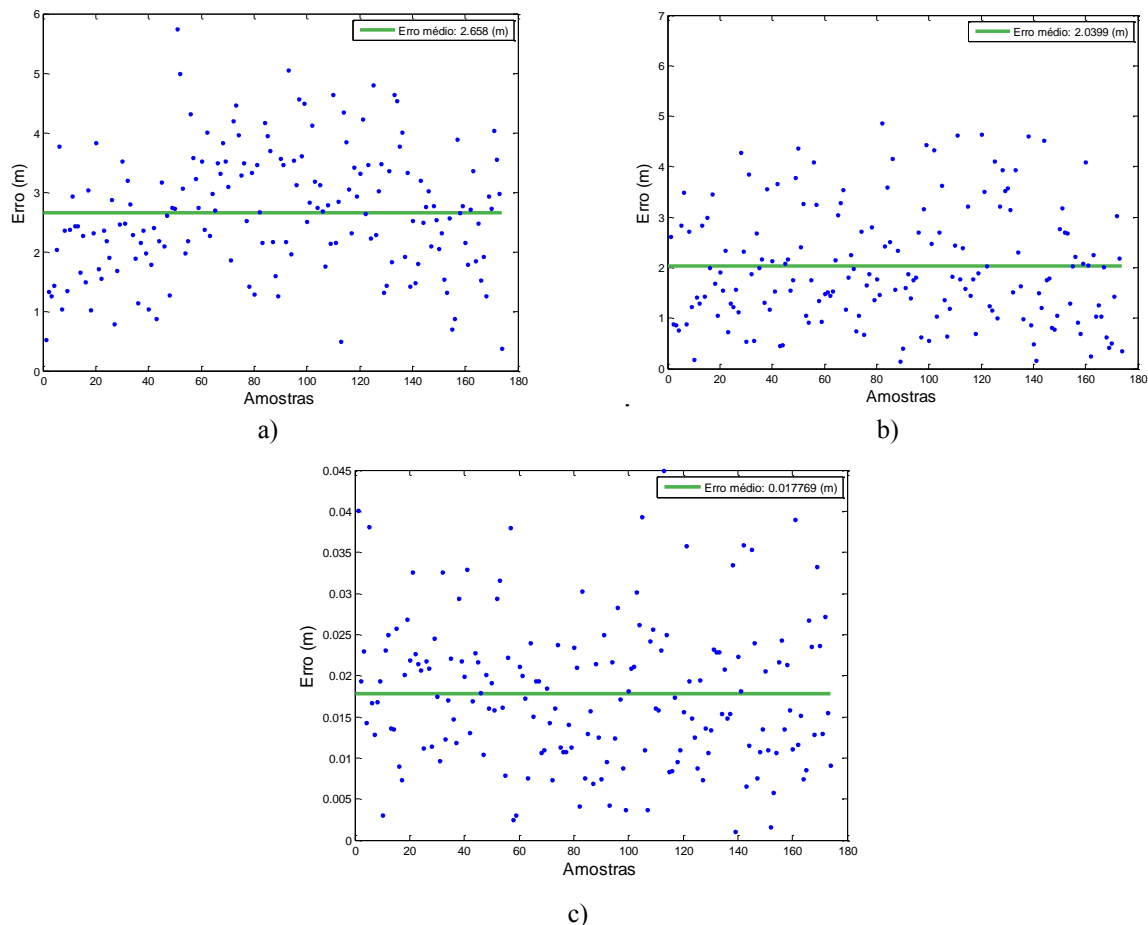 6
5
4
3
2
1
0
Erro (m)
Erro médio: 2.658 (m)
0 20 40 60 80 100 120 140 160 180
Amostras
a)
7
6
5
4
3
2
1
0
Erro (m)
Erro médio: 2.0399 (m)
0 20 40 60 80 100 120 140 160 180
Amostras
b)
0.045
0.04
0.035
0.03
0.025
0.02
0.015
0.01
0.005
0
Erro (m)
Erro médio: 0.017769 (m)
0 20 40 60 80 100 120 140 160 180
Amostras
c)